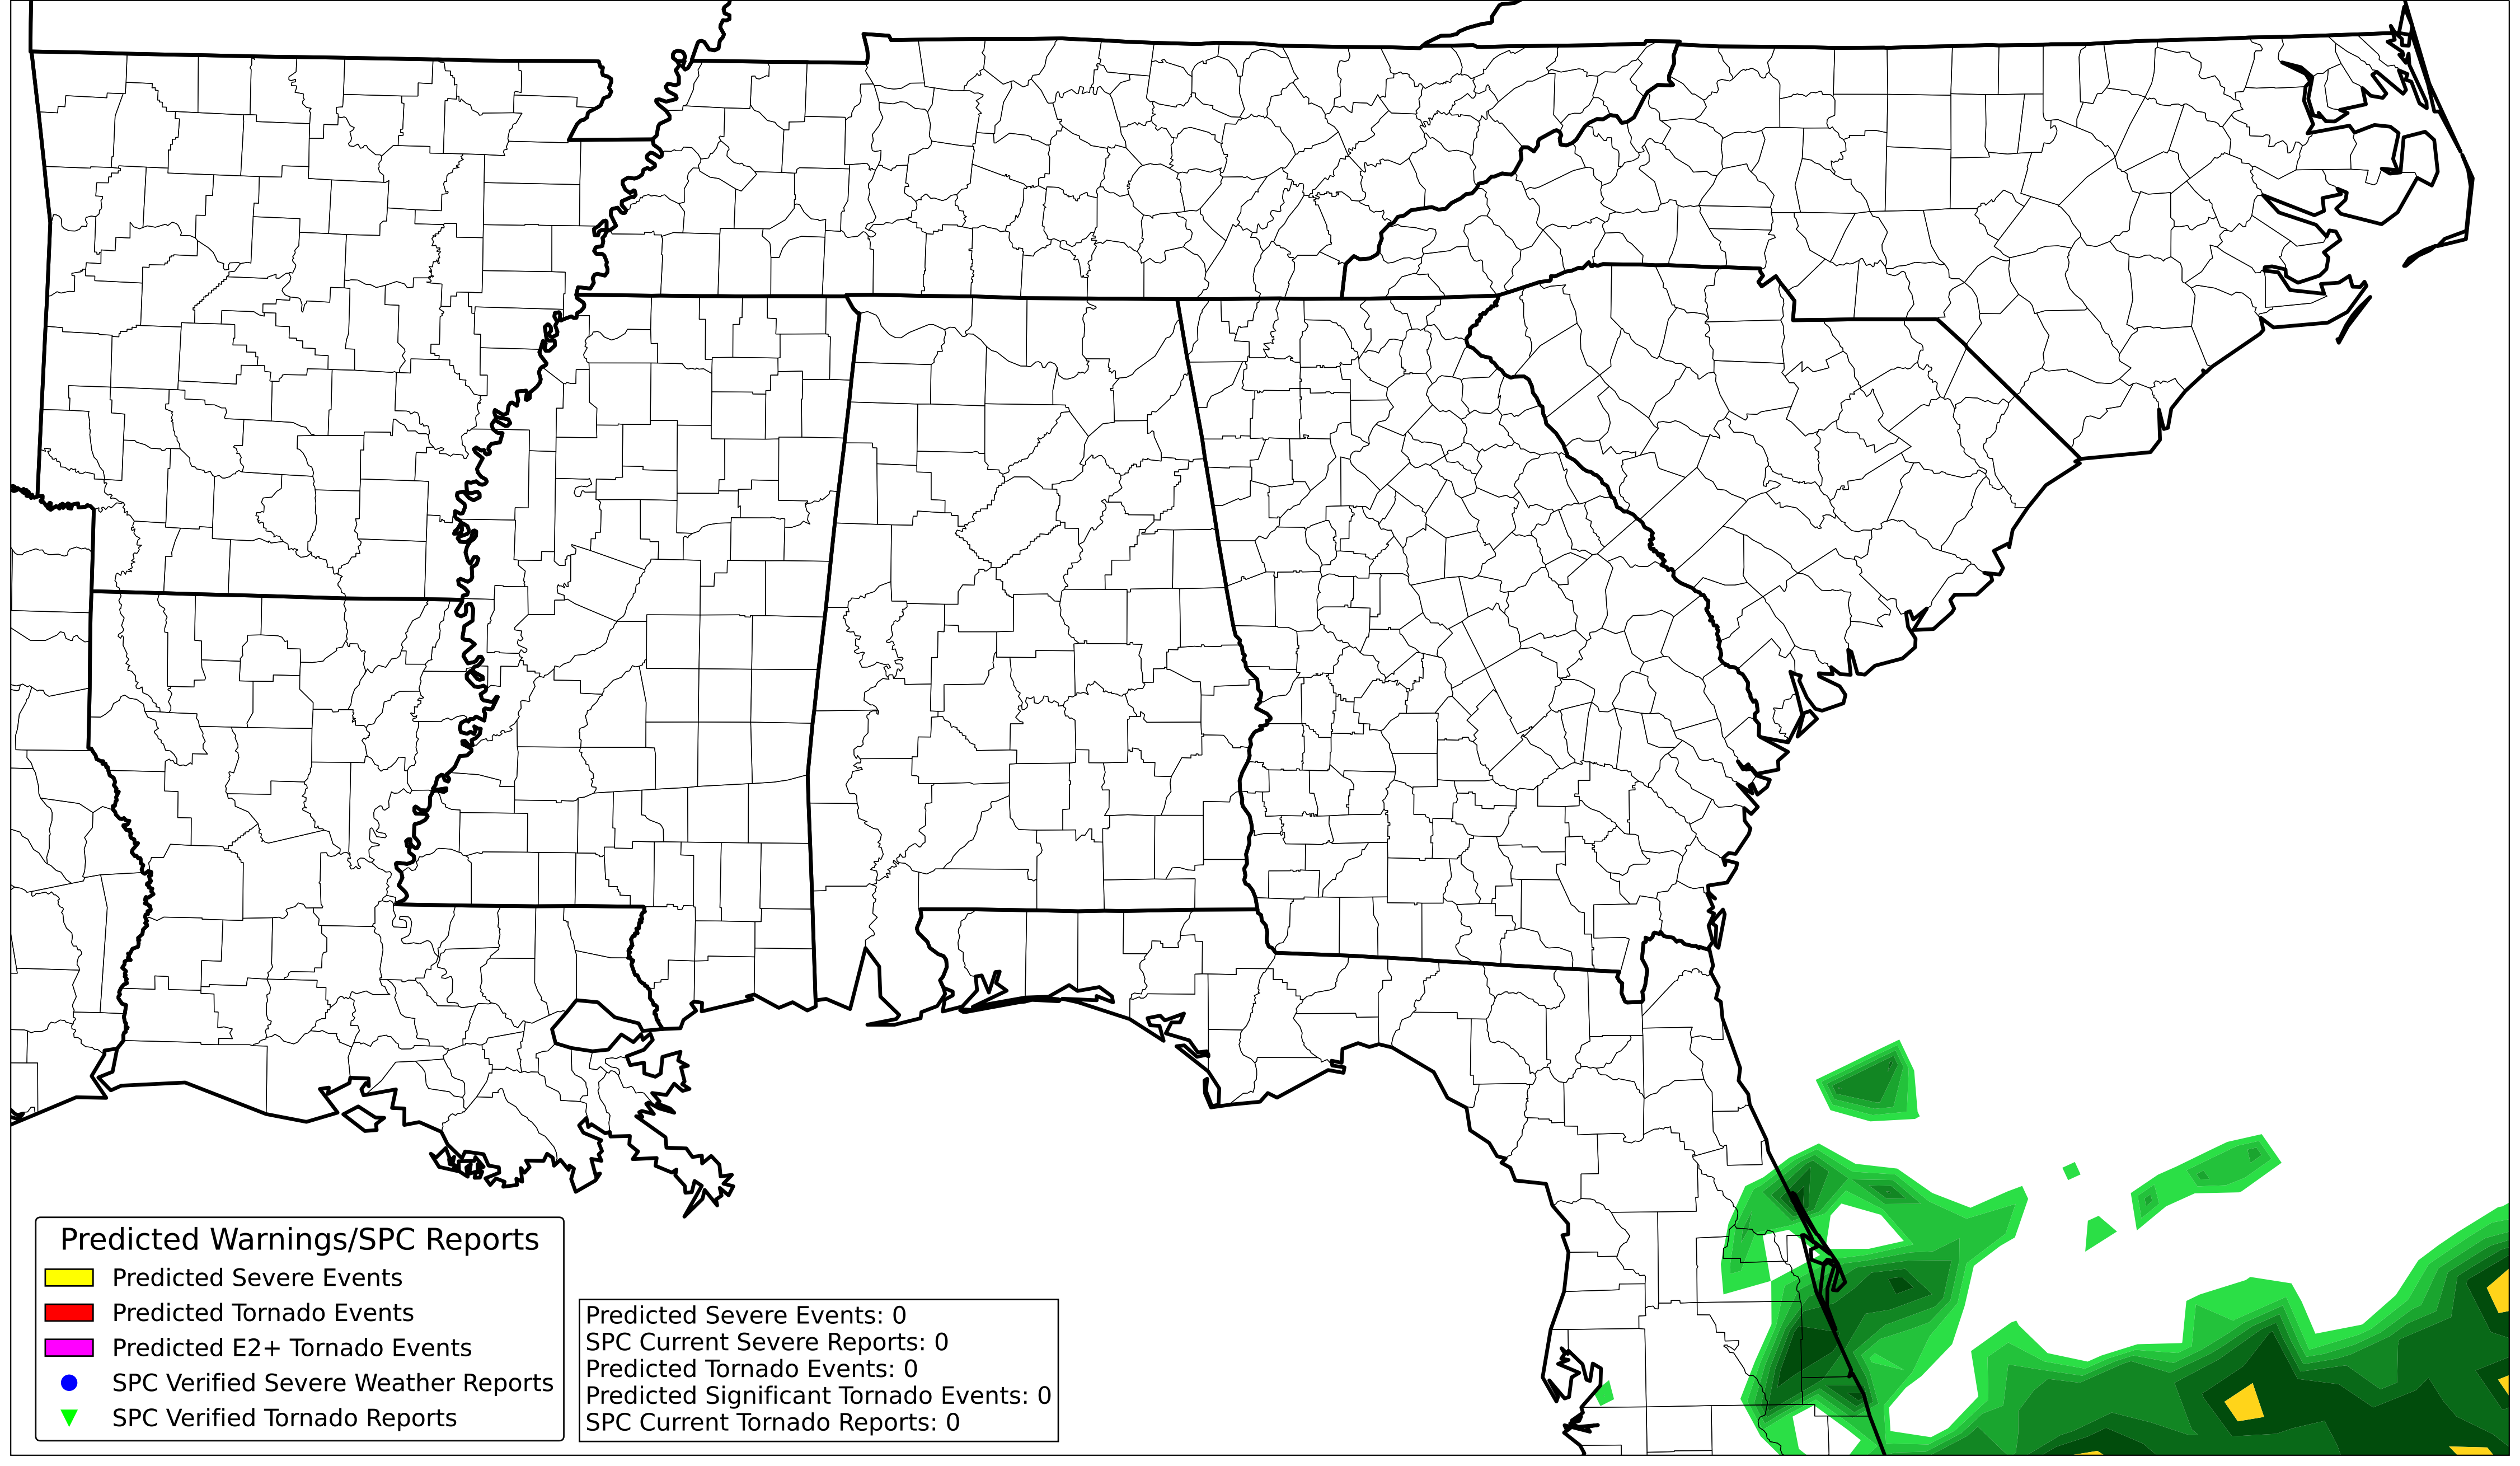 Predicted Warnings/SPC Reports
Predicted Severe Events
Predicted Tornado Events
Predicted E2+ Tornado Events
SPC Verified Severe Weather Reports
SPC Verified Tornado Reports
Predicted Severe Events: 0
SPC Current Severe Reports: 0
Predicted Tornado Events: 0
Predicted Significant Tornado Events: 0
SPC Current Tornado Reports: 0